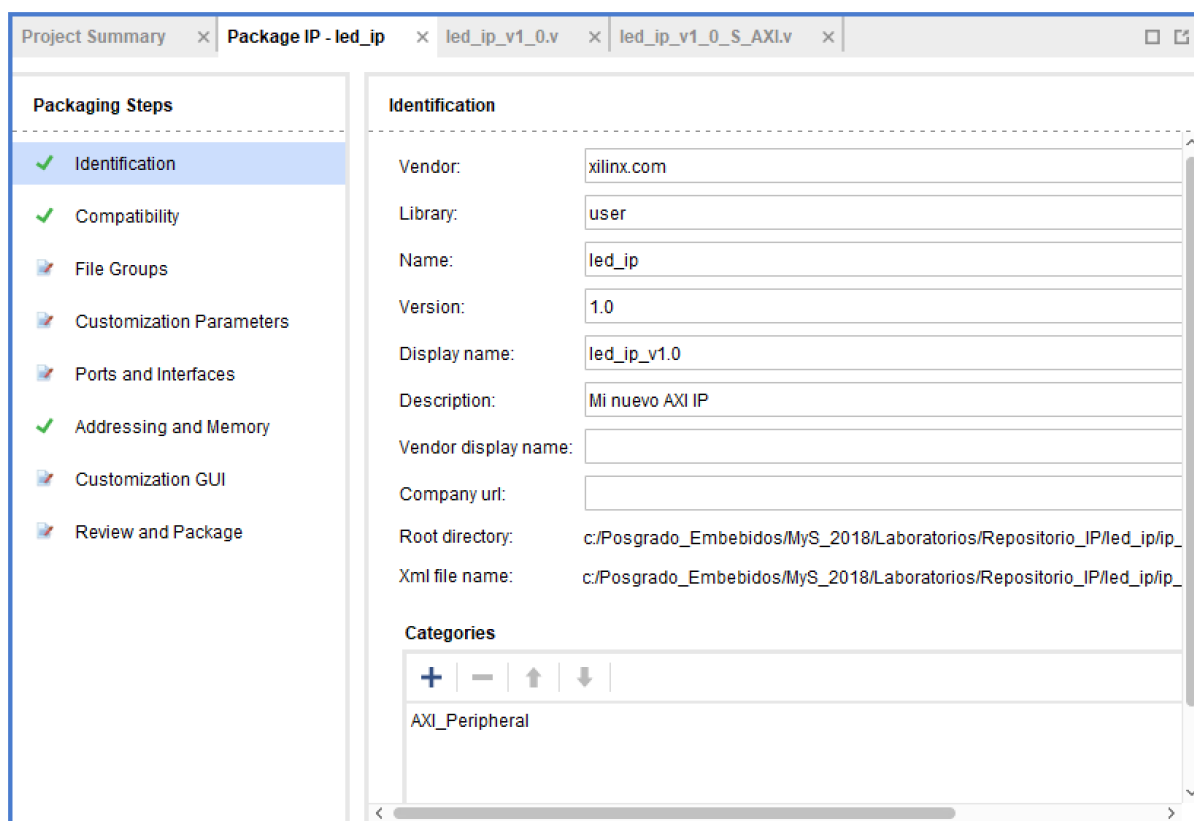 Project Summary
Package IP - led_ip
led_ip_v1_0.v
led_ip_v1_0_S_AXI.v
Packaging Steps
Identification
Compatibility
File Groups
Customization Parameters
Ports and Interfaces
Addressing and Memory
Customization GUI
Review and Package
Identification
Vendor: xilinx.com
Library: user
Name: led_ip
Version: 1.0
Display name: led_ip_v1.0
Description: Mi nuevo AXI IP
Vendor display name:
Company url:
Root directory: c:/Posgrado_Embebidos/MyS_2018/Laboratorios/Repositorio_IP/led_ip/ip_
Xml file name: c:/Posgrado_Embebidos/MyS_2018/Laboratorios/Repositorio_IP/led_ip/ip_
Categories
AXI_Peripheral